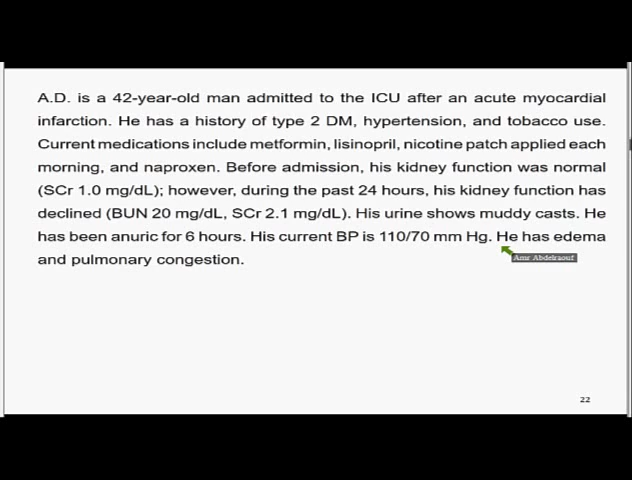 A.D. is a 42-year-old man admitted to the ICU after an acute myocardial
infarction. He has a history of type 2 DM, hypertension, and tobacco use.
Current medications include metformin, lisinopril, nicotine patch applied each
morning, and naproxen. Before admission, his kidney function was normal
(SCr 1.0 mg/dL); however, during the past 24 hours, his kidney function has
declined (BUN 20 mg/dL, SCr 2.1 mg/dL). His urine shows muddy casts. He
has been anuric for 6 hours. His current BP is 110/70 mm Hg. He has edema
and pulmonary congestion.
Amr Abdelraouf
22